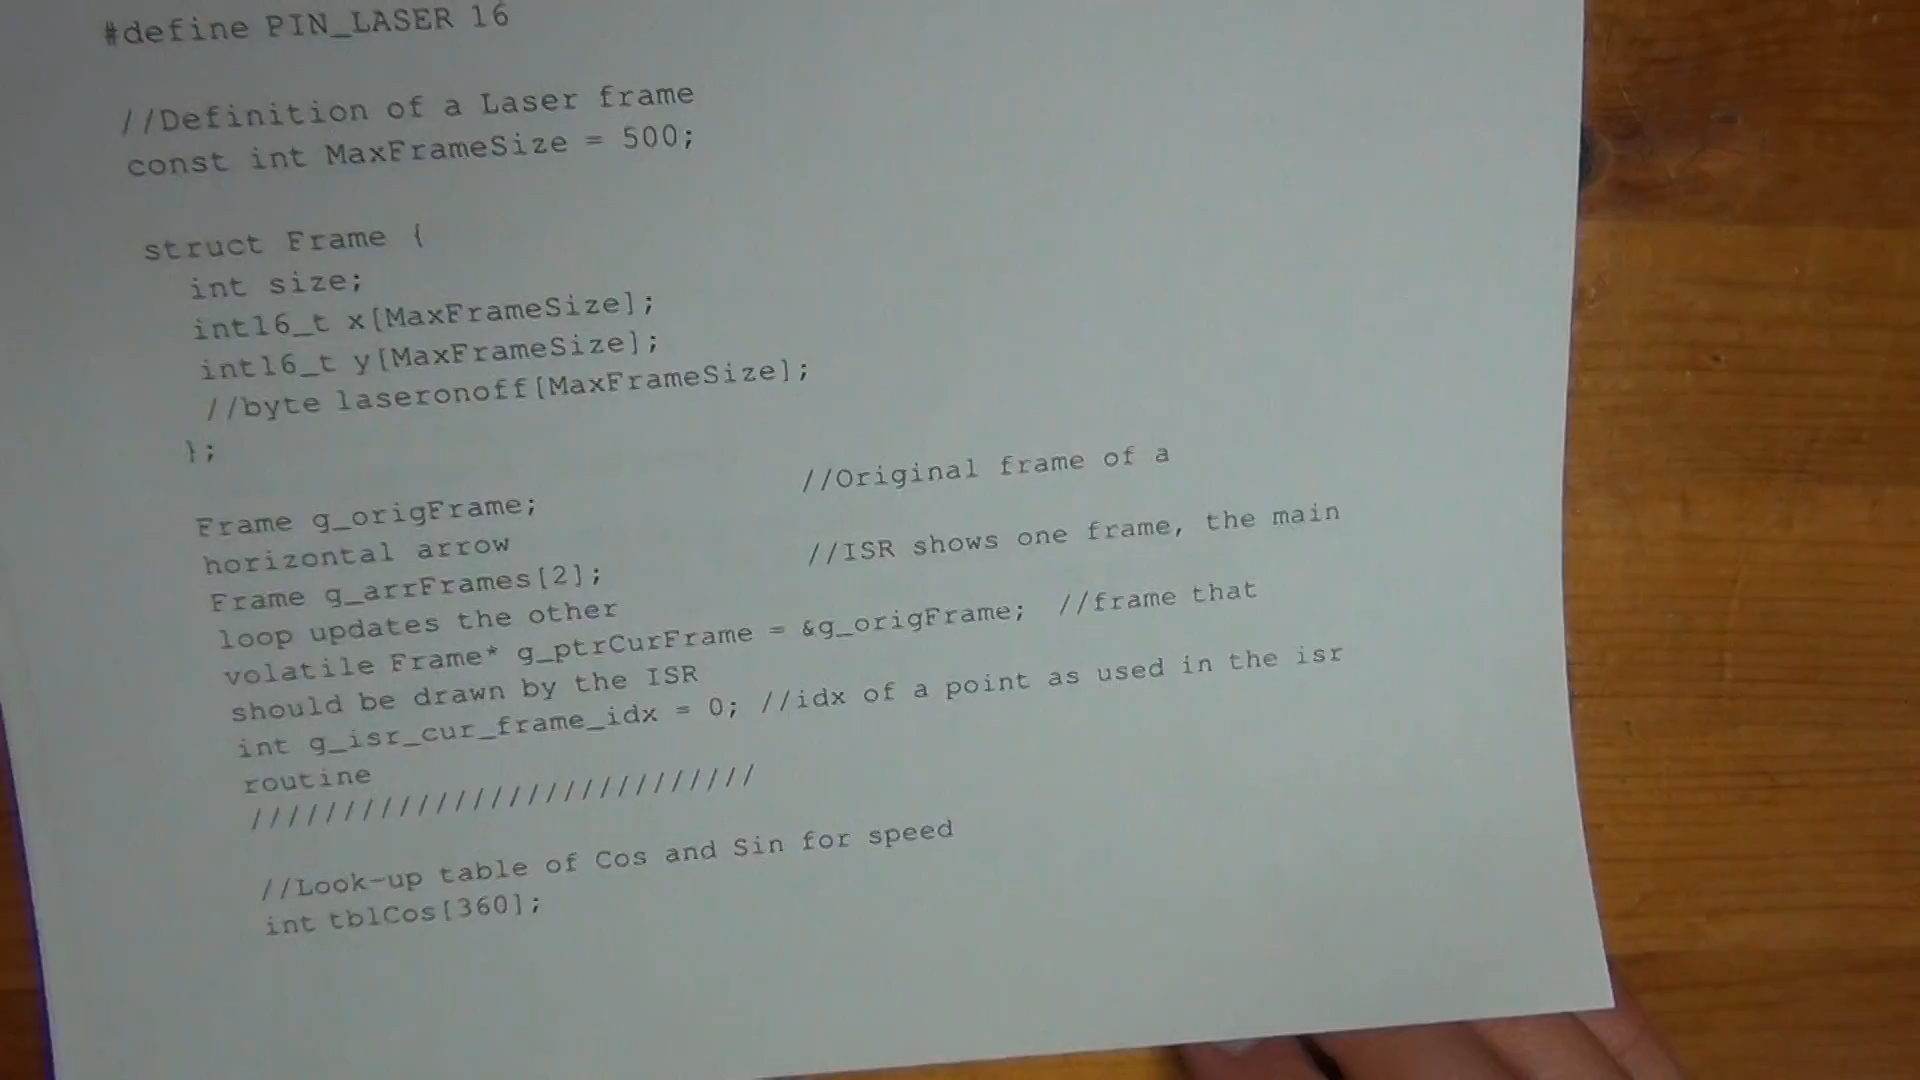 #define PIN_LASER 16
//Definition of a Laser frame
const int MaxFrameSize = 500;
struct Frame {
int size;
int16_t x[MaxFrameSize];
int16_t y[MaxFrameSize];
//byte laseronoff[MaxFrameSize];
};
Frame g_origFrame; //Original frame of a
horizontal arrow
Frame g_arrFrames[2]; //ISR shows one frame, the main
loop updates the other
volatile Frame* g_ptrCurFrame = &g_origFrame; //frame that
should be drawn by the ISR
int g_isr_cur_frame_idx = 0; //idx of a point as used in the isr
routine
////////////////////////////
//Look-up table of Cos and Sin for speed
int tblCos[360];